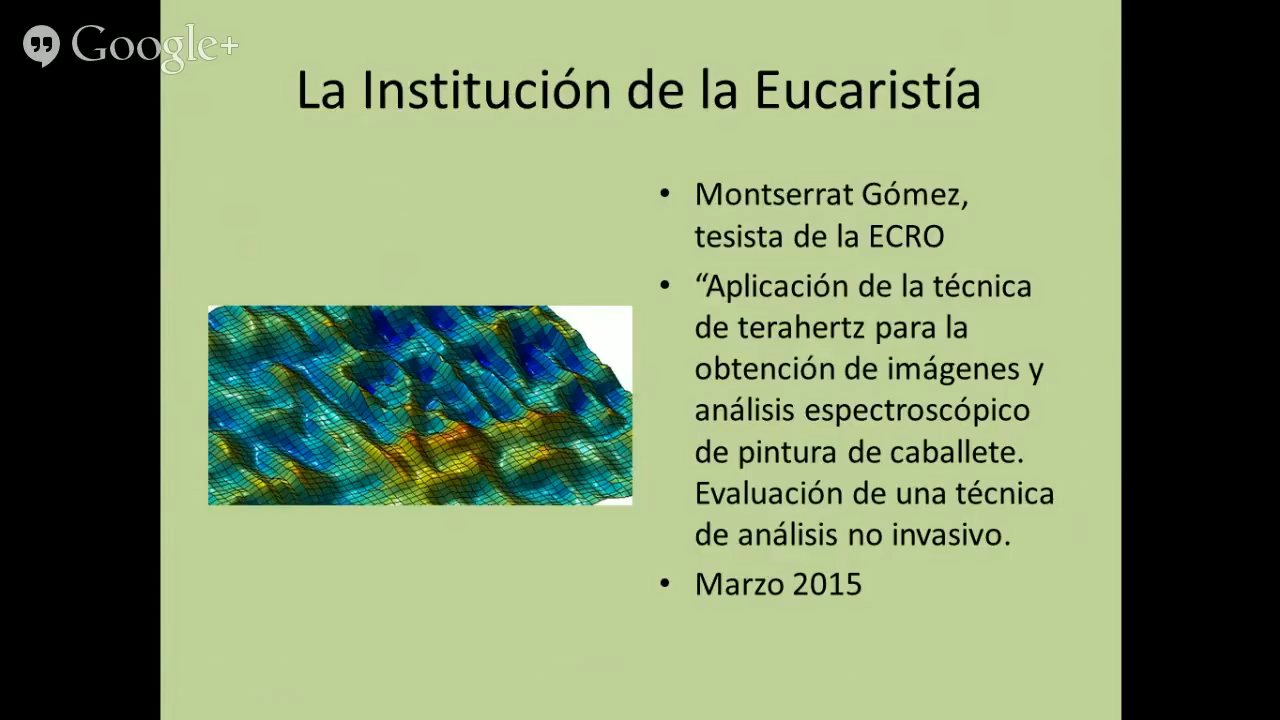 Google+
La Institución de la Eucaristía
• Montserrat Gómez,
tesista de la ECRO
• “Aplicación de la técnica
de terahertz para la
obtención de imágenes y
análisis espectroscópico
de pintura de caballete.
Evaluación de una técnica
de análisis no invasivo.
• Marzo 2015